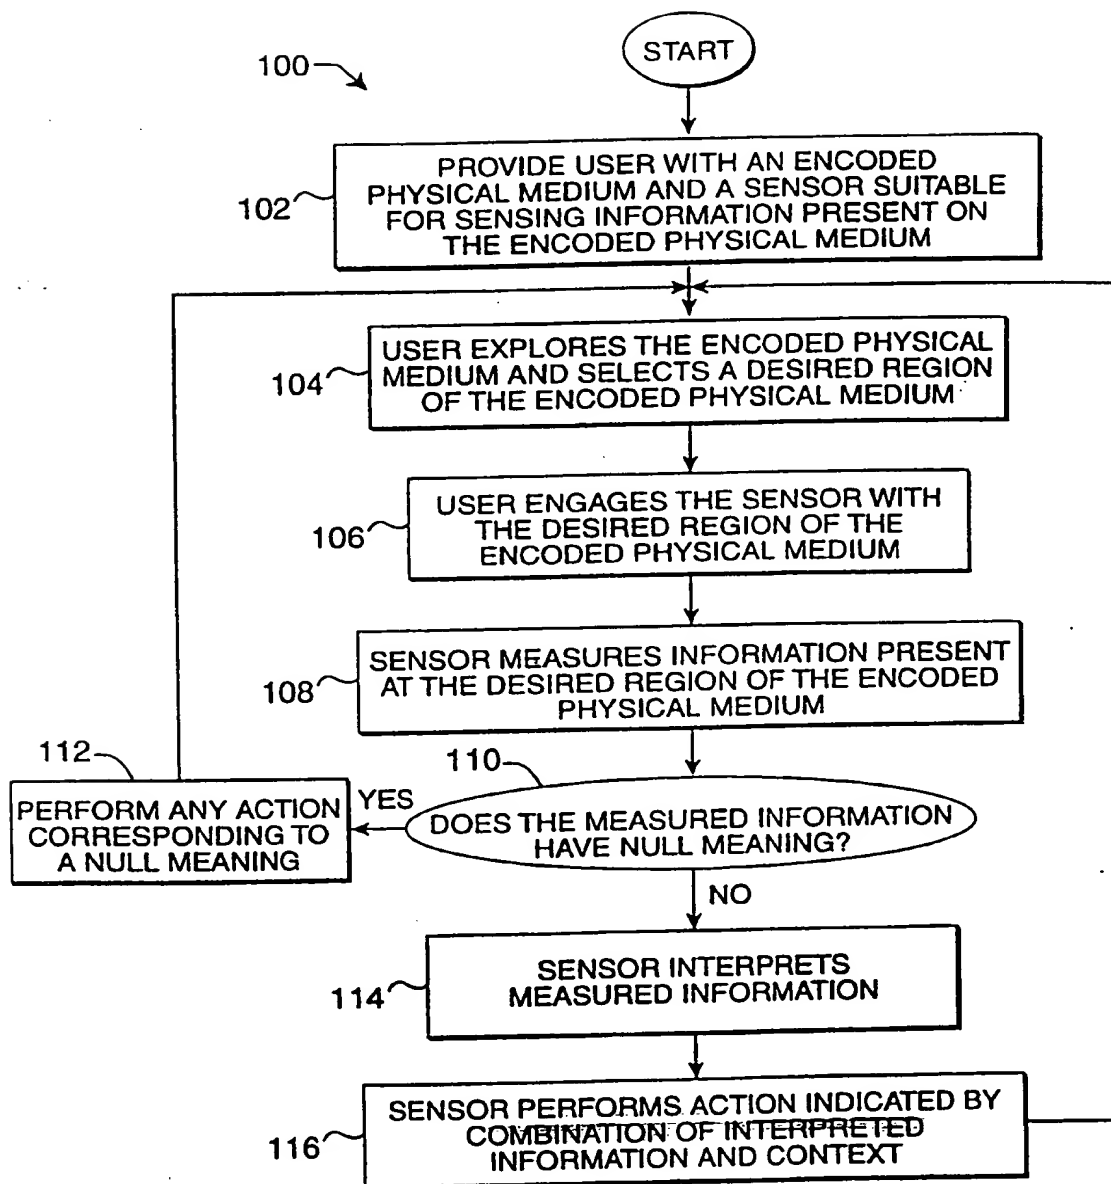 START
100
PROVIDE USER WITH AN ENCODED
PHYSICAL MEDIUM AND A SENSOR SUITABLE
FOR SENSING INFORMATION PRESENT ON
THE ENCODED PHYSICAL MEDIUM
102
USER EXPLORES THE ENCODED PHYSICAL
MEDIUM AND SELECTS A DESIRED REGION
OF THE ENCODED PHYSICAL MEDIUM
104
USER ENGAGES THE SENSOR WITH
THE DESIRED REGION OF THE
ENCODED PHYSICAL MEDIUM
106
SENSOR MEASURES INFORMATION PRESENT
AT THE DESIRED REGION OF THE ENCODED
PHYSICAL MEDIUM
108
110
DOES THE MEASURED INFORMATION
HAVE NULL MEANING?
YES
112
PERFORM ANY ACTION
CORRESPONDING TO
A NULL MEANING
NO
SENSOR INTERPRETS
MEASURED INFORMATION
114
SENSOR PERFORMS ACTION INDICATED BY
COMBINATION OF INTERPRETED
INFORMATION AND CONTEXT
116